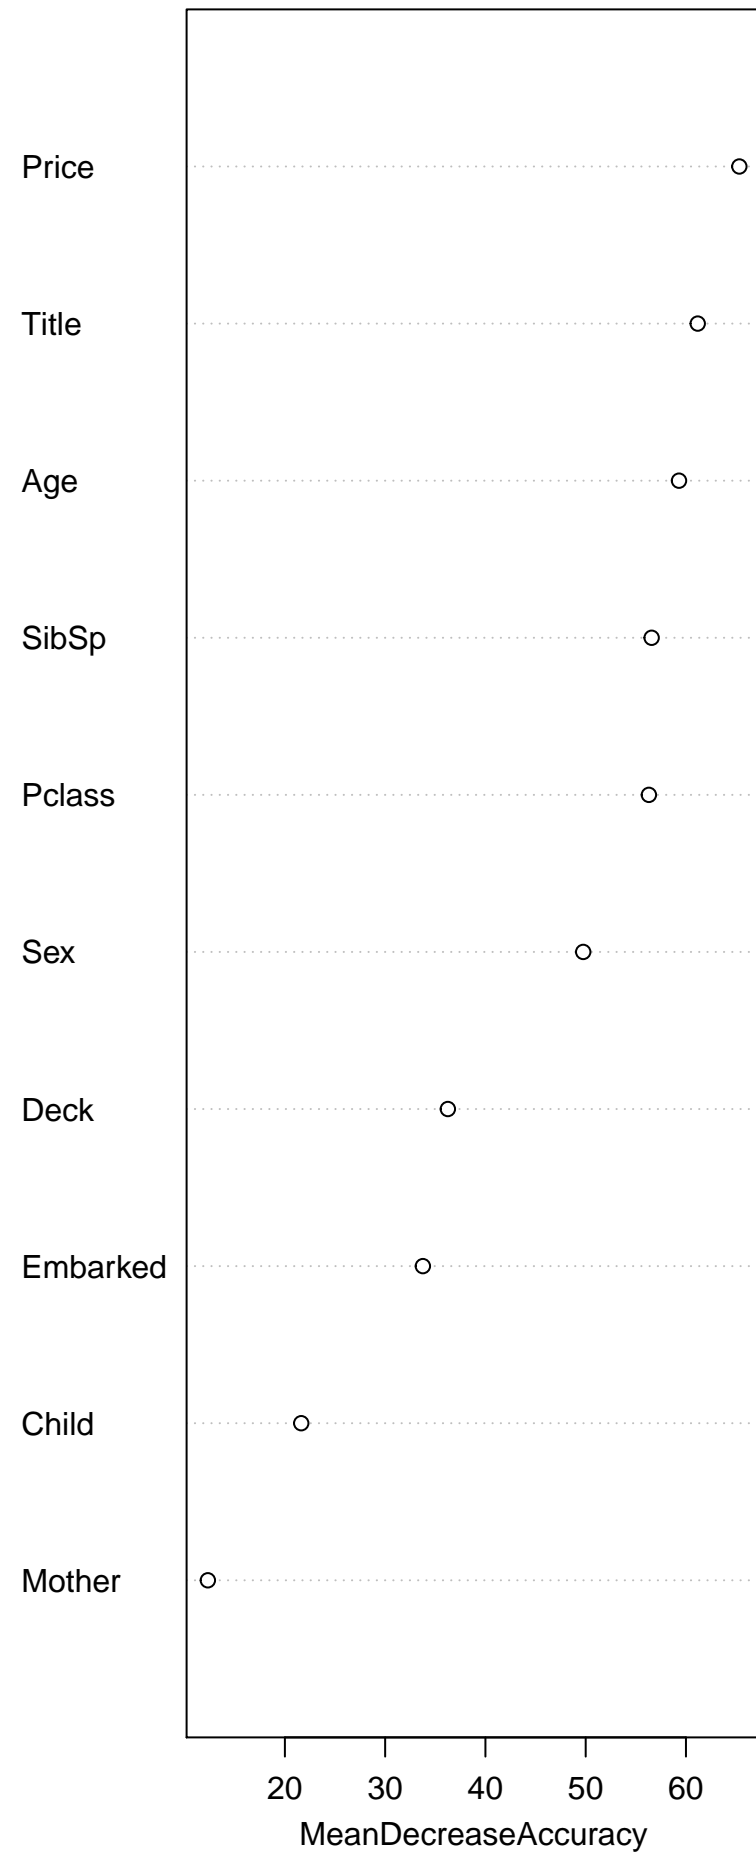 Price
Title
Age
SibSp
Pclass
Sex
Deck
Embarked
Child
Mother
20 30 40 50 60
MeanDecreaseAccuracy